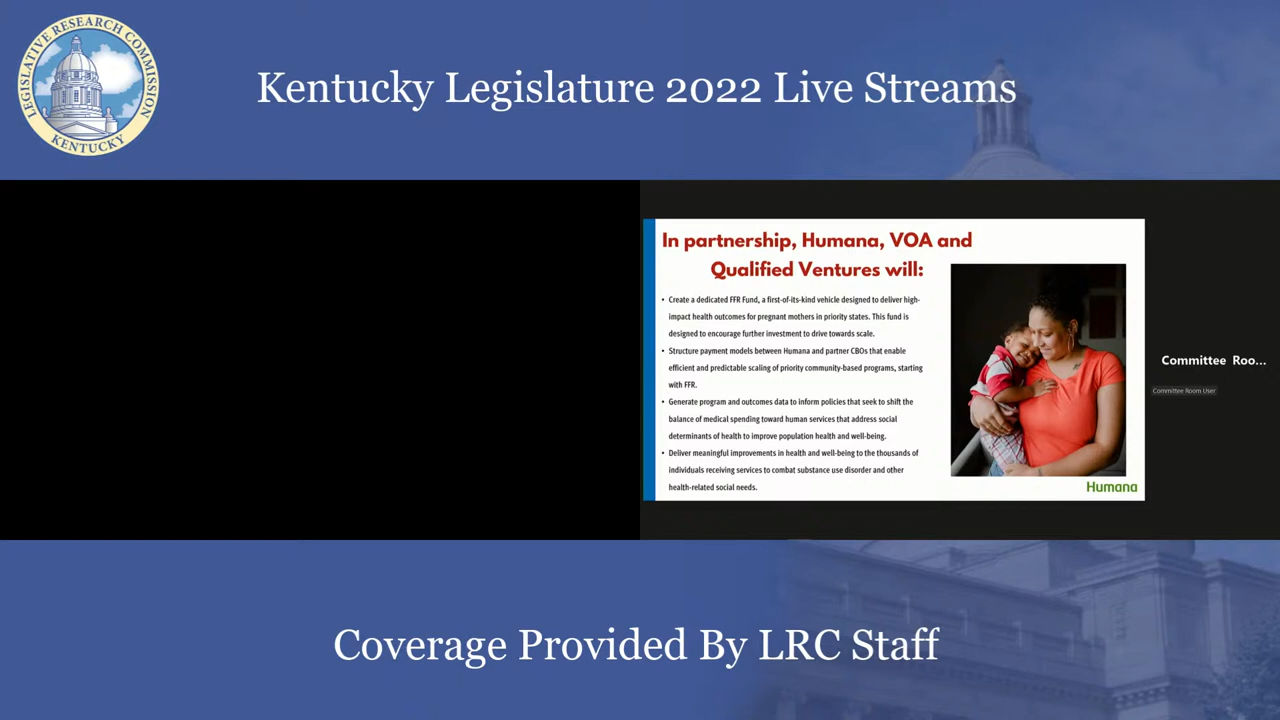 LEGISLATIVE RESEARCH COMMISSION
KENTUCKY
Kentucky Legislature 2022 Live Streams
In partnership, Humana, VOA and
Qualified Ventures will:
• Create a dedicated FFR Fund, a first-of-its-kind vehicle designed to deliver high-
impact health outcomes for pregnant mothers in priority states. This fund is
designed to encourage further investment to drive towards scale.
• Structure payment models between Humana and partner CBOs that enable
efficient and predictable scaling of priority community-based programs, starting
with FFR.
• Generate program and outcomes data to inform policies that seek to shift the
balance of medical spending toward human services that address social
determinants of health to improve population health and well-being.
• Deliver meaningful improvements in health and well-being to the thousands of
individuals receiving services to combat substance use disorder and other
health-related social needs.
Humana
Committee Roo...
Committee Room User
Coverage Provided By LRC Staff